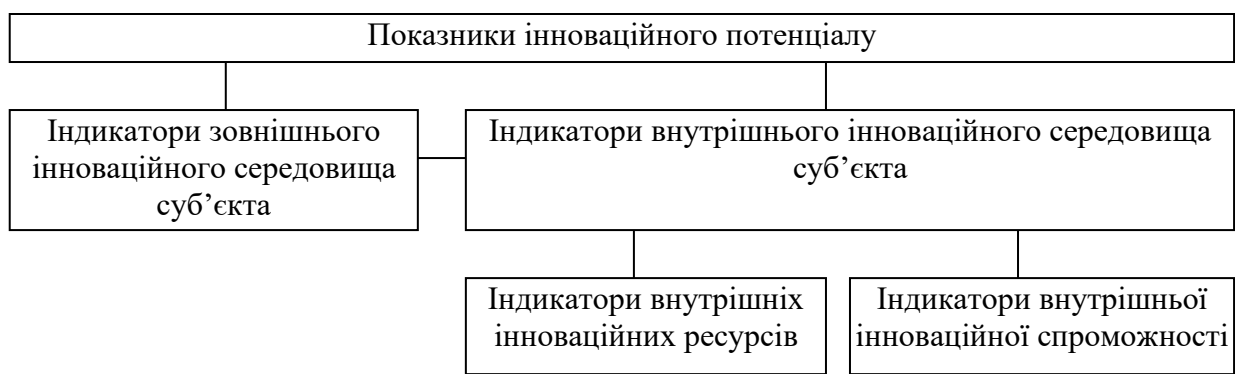 Показники інноваційного потенціалу
Індикатори зовнішнього
інноваційного середовища
суб’єкта
Індикатори внутрішнього інноваційного середовища
суб’єкта
Індикатори внутрішніх
інноваційних ресурсів
Індикатори внутрішньої
інноваційної спроможності